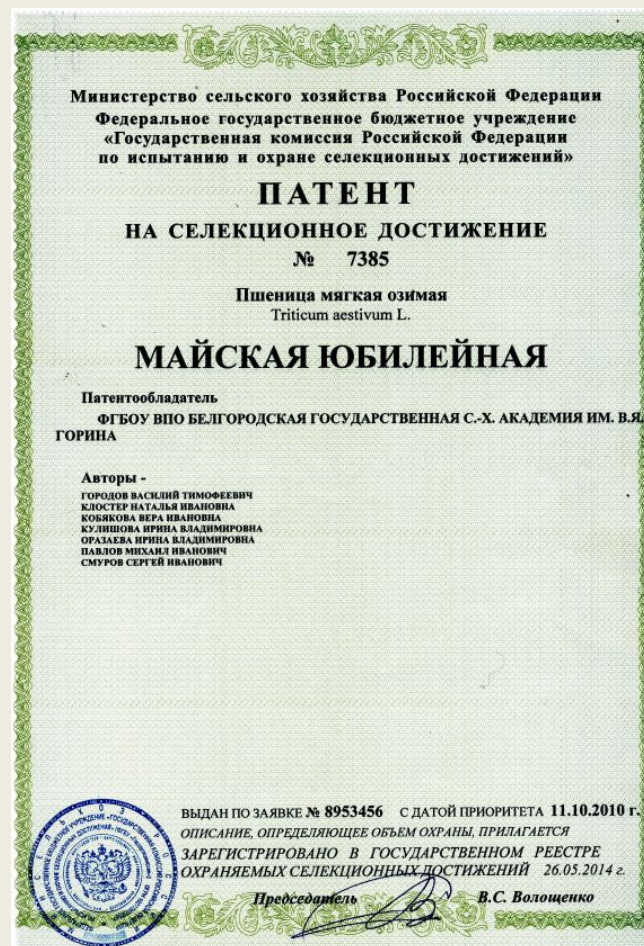 Министерство сельского хозяйства Российской Федерации
Федеральное государственное бюджетное учреждение
«Государственная комиссия Российской Федерации
по испытанию и охране селекционных достижений»
ПАТЕНТ
НА СЕЛЕКЦИОННОЕ ДОСТИЖЕНИЕ
№ 7385
Пшеница мягкая озимая
Triticum aestivum L.
МАЙСКАЯ ЮБИЛЕЙНАЯ
Патентообладатель
ФГБОУ ВПО БЕЛГОРОДСКАЯ ГОСУДАРСТВЕННАЯ С.-Х. АКАДЕМИЯ ИМ. В.Я.
ГОРИНА
Авторы -
ГОРОДОВ ВАСИЛИЙ ТИМОФЕЕВИЧ
КЛОСТЕР НАТАЛЬЯ ИВАНОВНА
КОБЯКОВА ВЕРА ИВАНОВНА
КУЛИШОВА ИРИНА ВЛАДИМИРОВНА
ОРАЗАЕВА ИРИНА ВЛАДИМИРОВНА
ПАВЛОВ МИХАИЛ ИВАНОВИЧ
СМУРОВ СЕРГЕЙ ИВАНОВИЧ
ВЫДАН ПО ЗАЯВКЕ № 8953456 С ДАТОЙ ПРИОРИТЕТА 11.10.2010 г.
ОПИСАНИЕ, ОПРЕДЕЛЯЮЩЕЕ ОБЪЕМ ОХРАНЫ, ПРИЛАГАЕТСЯ
ЗАРЕГИСТРИРОВАНО В ГОСУДАРСТВЕННОМ РЕЕСТРЕ
ОХРАНЯЕМЫХ СЕЛЕКЦИОННЫХ ДОСТИЖЕНИЙ 26.05.2014 г.
Председатель В.С. Волощенко